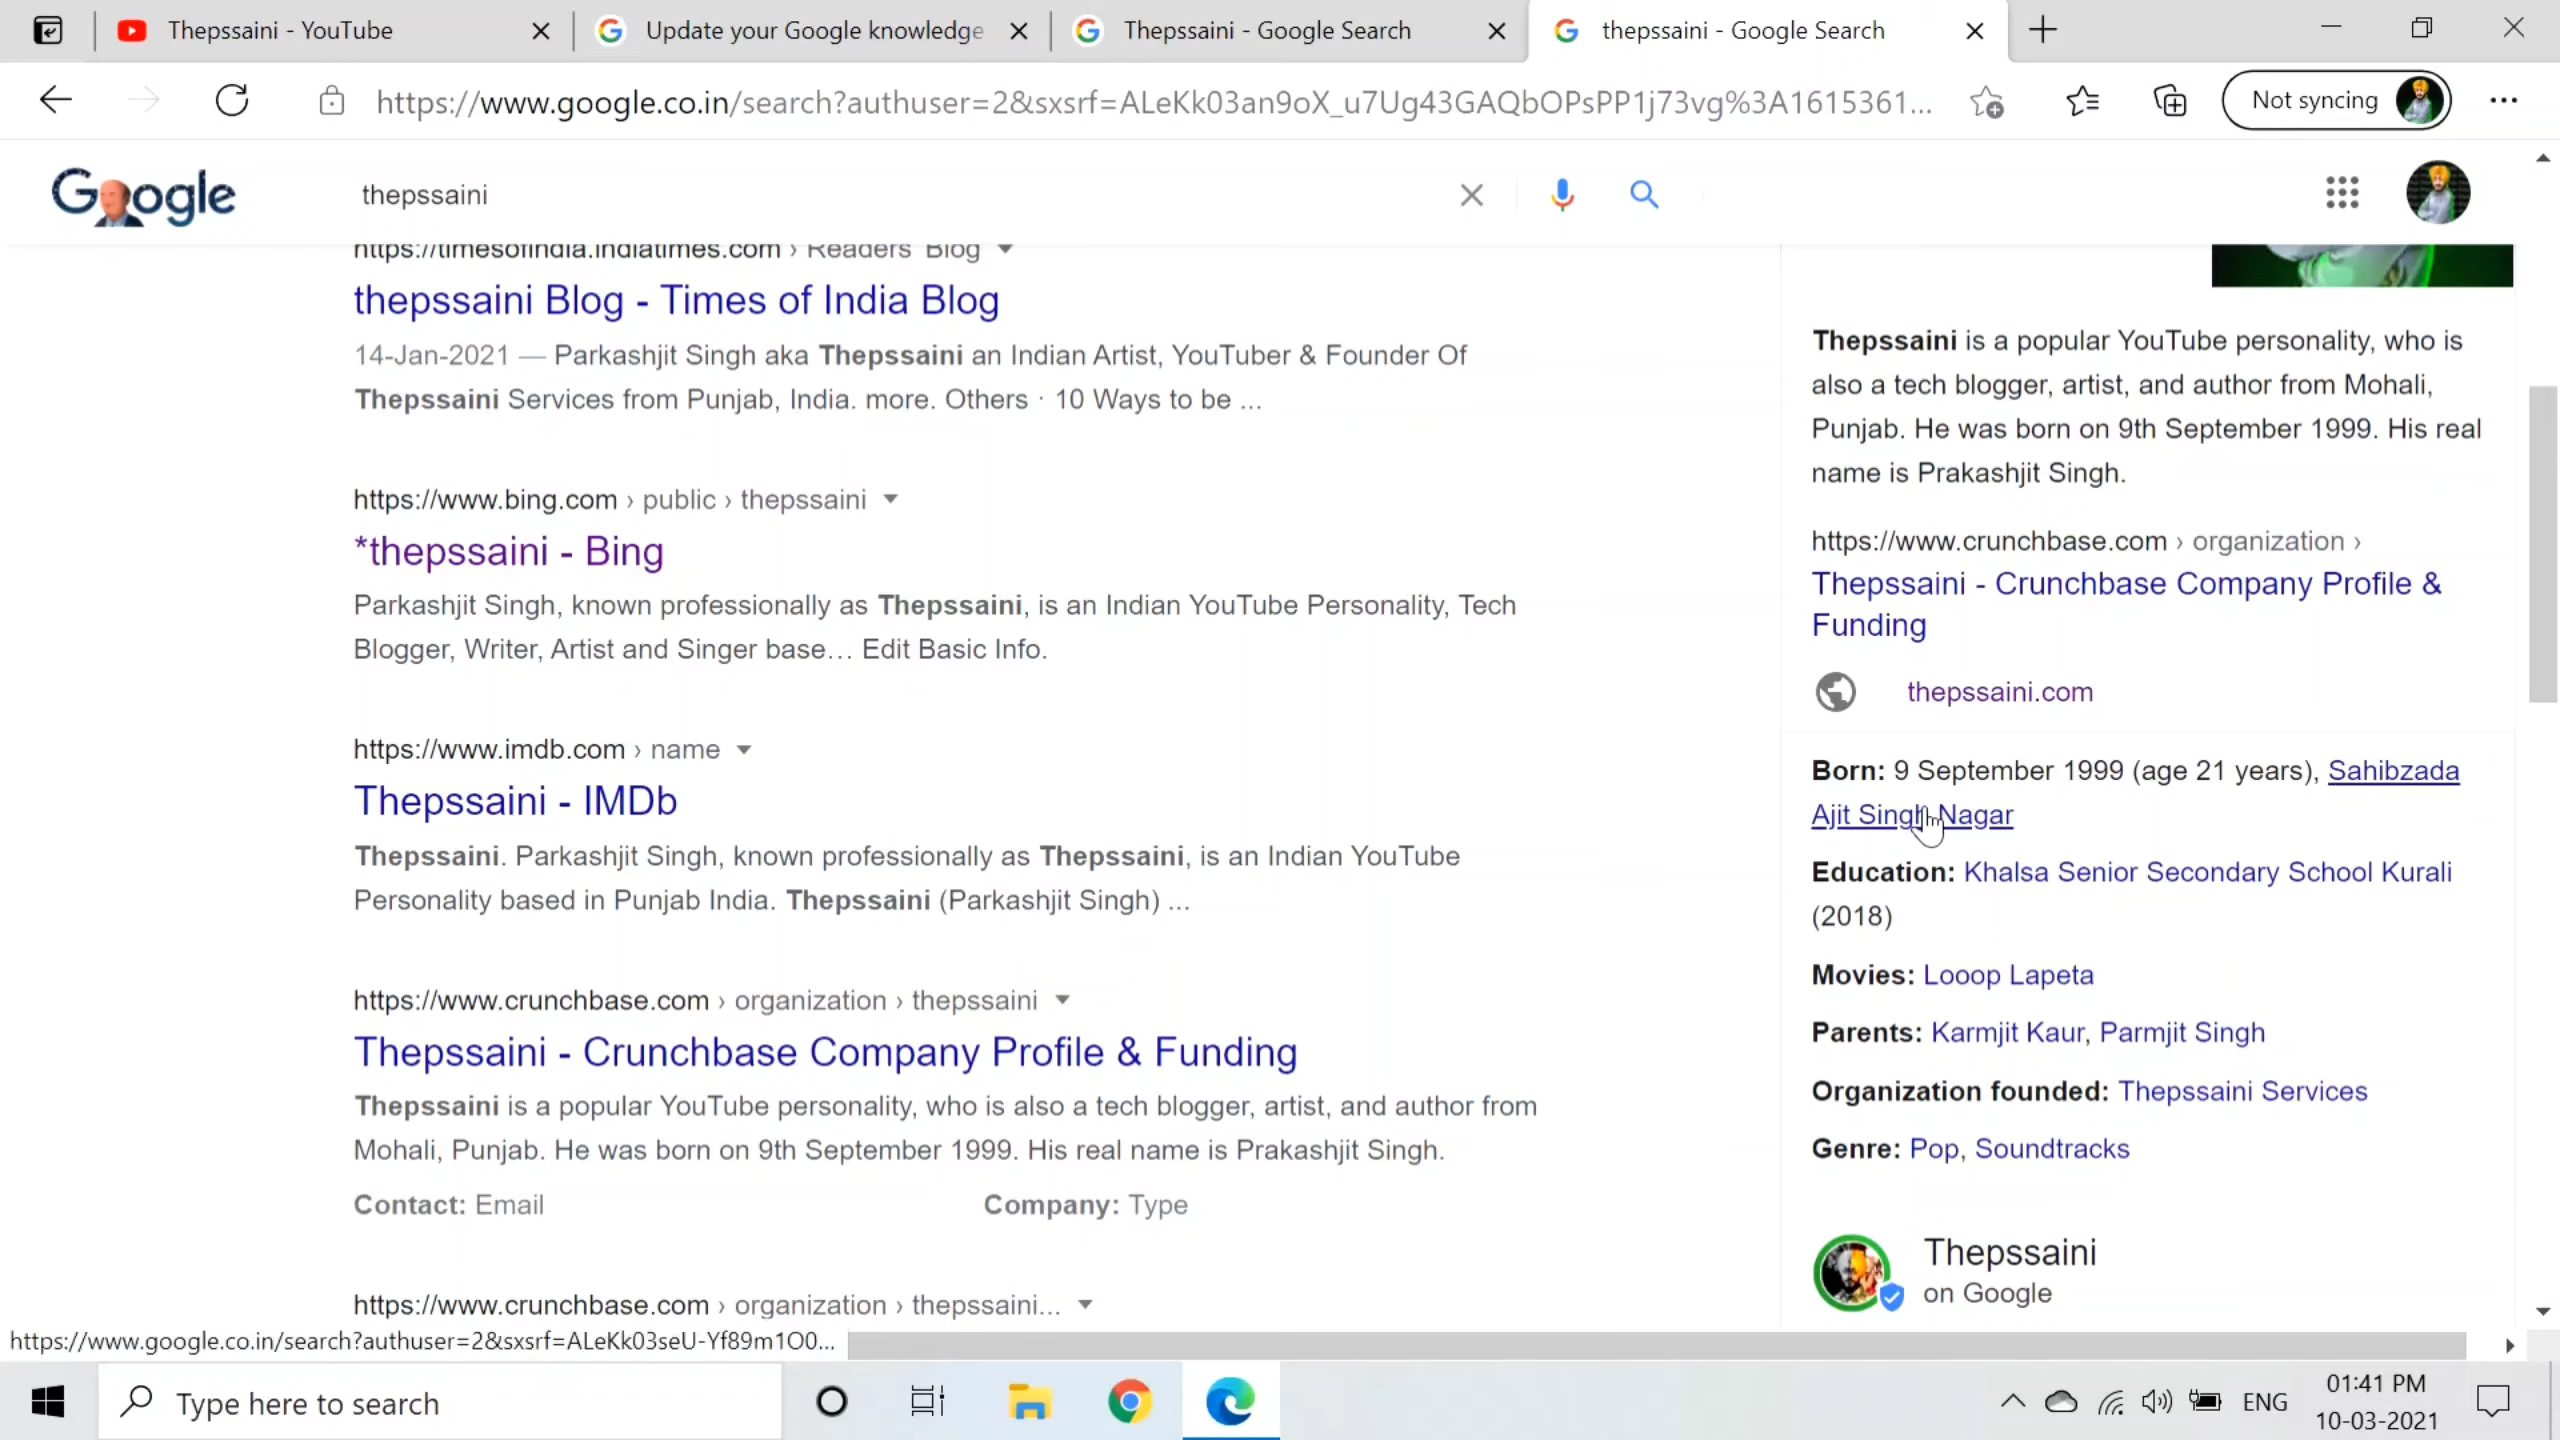 Thepssaini - YouTube
Update your Google knowledge
Thepssaini - Google Search
thepssaini - Google Search
https://www.google.co.in/search?authuser=2&sxsrf=ALeKk03an9oX_u7Ug43GAQbOPsPP1j73vg%3A1615361...
Not syncing
Google
thepssaini
https://timesofindia.indiatimes.com › Readers' Blog
thepssaini Blog - Times of India Blog
14-Jan-2021 — Parkashjit Singh aka Thepssaini an Indian Artist, YouTuber & Founder Of
Thepssaini Services from Punjab, India. more. Others · 10 Ways to be ...
https://www.bing.com › public › thepssaini
*thepssaini - Bing
Parkashjit Singh, known professionally as Thepssaini, is an Indian YouTube Personality, Tech
Blogger, Writer, Artist and Singer base… Edit Basic Info.
https://www.imdb.com › name
Thepssaini - IMDb
Thepssaini. Parkashjit Singh, known professionally as Thepssaini, is an Indian YouTube
Personality based in Punjab India. Thepssaini (Parkashjit Singh) ...
https://www.crunchbase.com › organization › thepssaini
Thepssaini - Crunchbase Company Profile & Funding
Thepssaini is a popular YouTube personality, who is also a tech blogger, artist, and author from
Mohali, Punjab. He was born on 9th September 1999. His real name is Prakashjit Singh.
Contact: Email
Company: Type
https://www.crunchbase.com › organization › thepssaini...
Thepssaini is a popular YouTube personality, who is
also a tech blogger, artist, and author from Mohali,
Punjab. He was born on 9th September 1999. His real
name is Prakashjit Singh.
https://www.crunchbase.com › organization ›
Thepssaini - Crunchbase Company Profile &
Funding
thepssaini.com
Born: 9 September 1999 (age 21 years), Sahibzada
Ajit Singh Nagar
Education: Khalsa Senior Secondary School Kurali
(2018)
Movies: Looop Lapeta
Parents: Karmjit Kaur, Parmjit Singh
Organization founded: Thepssaini Services
Genre: Pop, Soundtracks
Thepssaini
on Google
https://www.google.co.in/search?authuser=2&sxsrf=ALeKk03seU-Yf89m1O0...
Type here to search
ENG
01:41 PM
10-03-2021